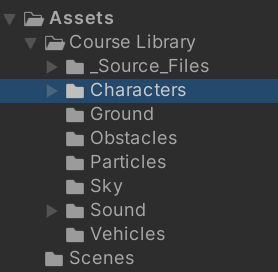 Assets
Course Library
_Source_Files
Characters
Ground
Obstacles
Particles
Sky
Sound
Vehicles
Scenes